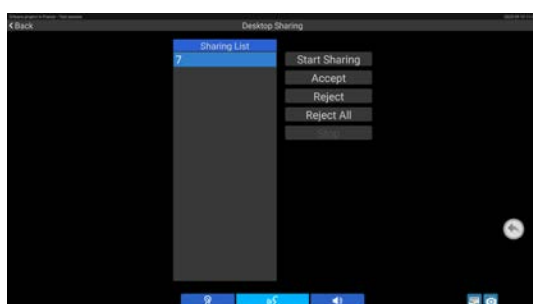 < Back
Desktop Sharing
Sharing List
7
Start Sharing
Accept
Reject
Reject All
Stop